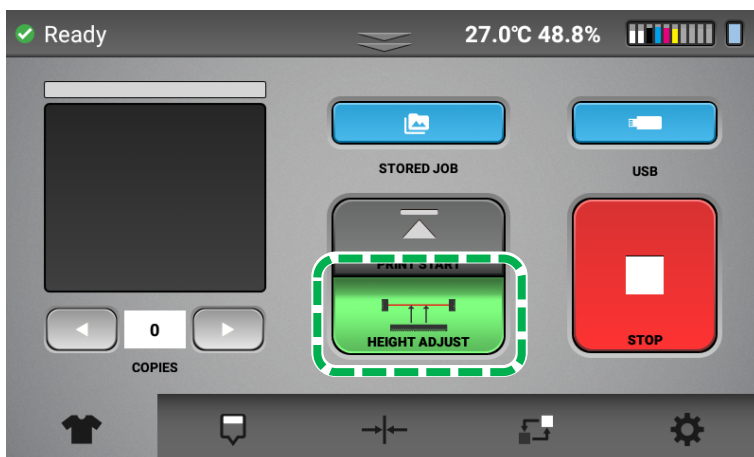 Ready
27.0℃ 48.8%
STORED JOB
USB
PRINT START
HEIGHT ADJUST
STOP
0
COPIES